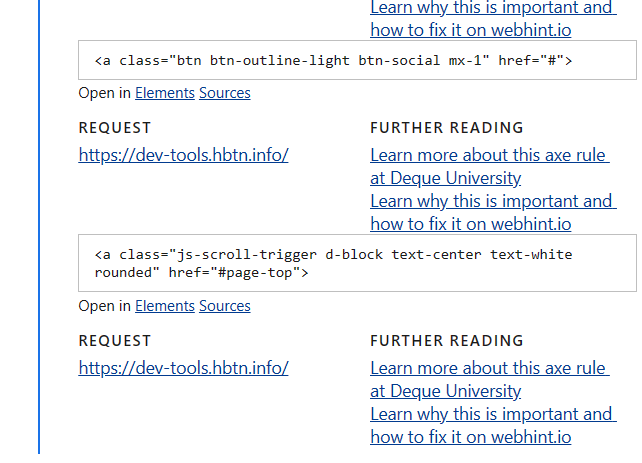 Learn why this is important and
how to fix it on webhint.io
<a class="btn btn-outline-light btn-social mx-1" href="#">
Open in Elements Sources
REQUEST
https://dev-tools.hbtn.info/
FURTHER READING
Learn more about this axe rule
at Deque University
Learn why this is important and
how to fix it on webhint.io
<a class="js-scroll-trigger d-block text-center text-white
rounded" href="#page-top">
Open in Elements Sources
REQUEST
https://dev-tools.hbtn.info/
FURTHER READING
Learn more about this axe rule
at Deque University
Learn why this is important and
how to fix it on webhint.io